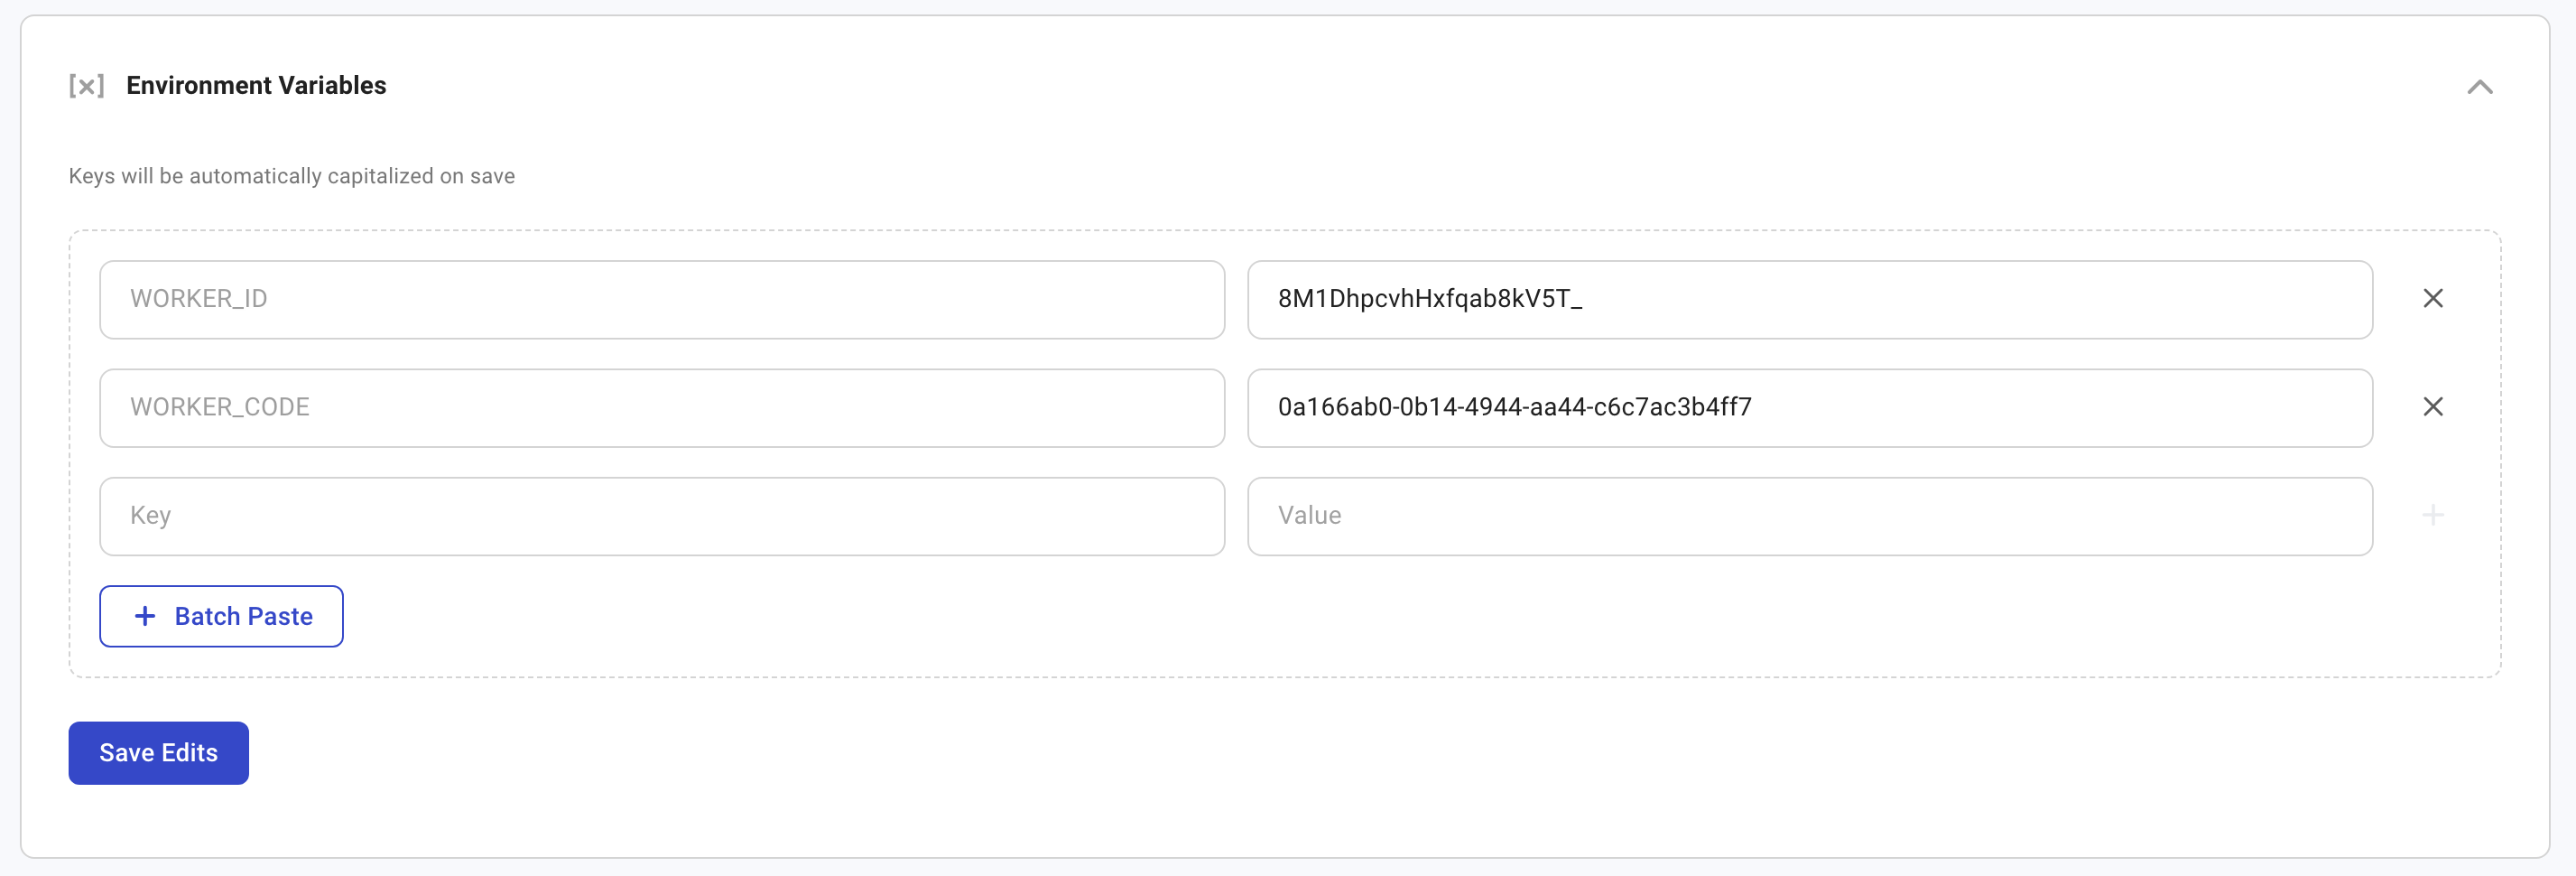 Environment Variables
Keys will be automatically capitalized on save
WORKER_ID 8M1DhpcvhHxfqab8kV5T_
WORKER_CODE 0a166ab0-0b14-4944-aa44-c6c7ac3b4ff7
Key Value
Batch Paste
Save Edits